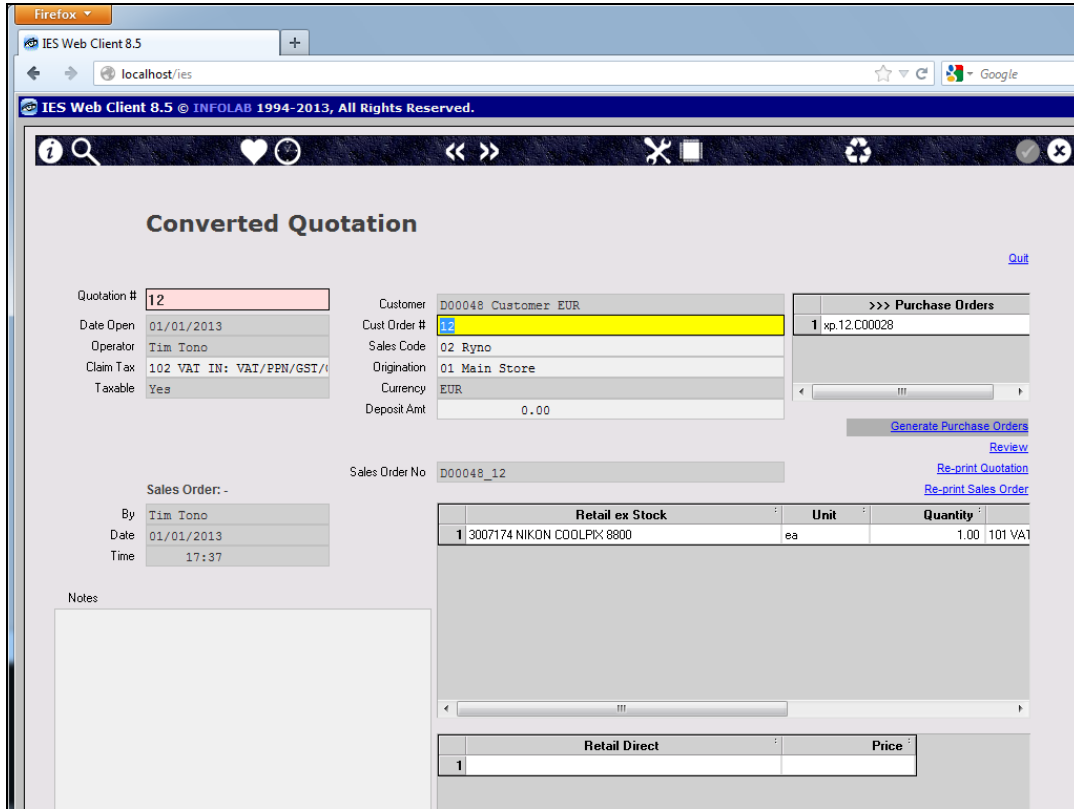 Firefox
IES Web Client 8.5
+
localhost/ies
Google
IES Web Client 8.5 © INFOLAB 1994-2013, All Rights Reserved.
Converted Quotation
Quit
Quotation # 12
Date Open 01/01/2013
Operator Tim Tono
Claim Tax 102 VAT IN: VAT/PPN/GST/
Taxable Yes
Customer D00048 Customer EUR
Cust Order # 12
Sales Code 02 Ryno
Origination 01 Main Store
Currency EUR
Deposit Amt 0.00
>>> Purchase Orders
1 xp.12.C00028
Generate Purchase Orders
Review
Re-print Quotation
Re-print Sales Order
Sales Order No D00048_12
Sales Order: -
By Tim Tono
Date 01/01/2013
Time 17:37
Notes
Retail ex Stock Unit Quantity
1 3007174 NIKON COOLPIX 8800 ea 1.00 101 VAT
Retail Direct Price
1